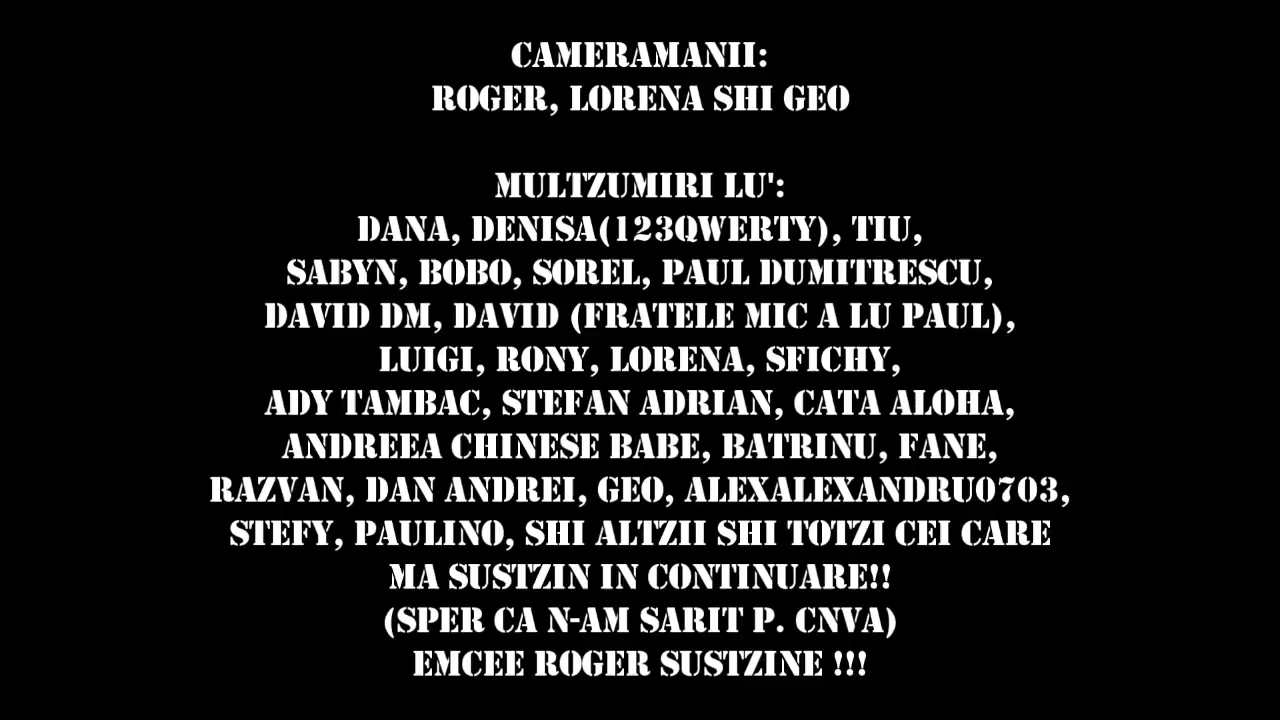 CAMERAMANII:
ROGER, LORENA SHI GEO
MULTZUMIRI LU':
DANA, DENISA(123QWERTY), TIU,
SABYN, BOBO, SOREL, PAUL DUMITRESCU,
DAVID DM, DAVID (FRATELE MIC A LU PAUL),
LUIGI, RONY, LORENA, SFICHY,
ADY TAMBAC, STEFAN ADRIAN, CATA ALOHA,
ANDREEA CHINESE BABE, BATRINU, FANE,
RAZVAN, DAN ANDREI, GEO, ALEXALEXANDRU0703,
STEFY, PAULINO, SHI ALTZII SHI TOTZI CEI CARE
MA SUSTZIN IN CONTINUARE!!
(SPER CA N-AM SARIT P. CNVA)
EMCEE ROGER SUSTZINE !!!